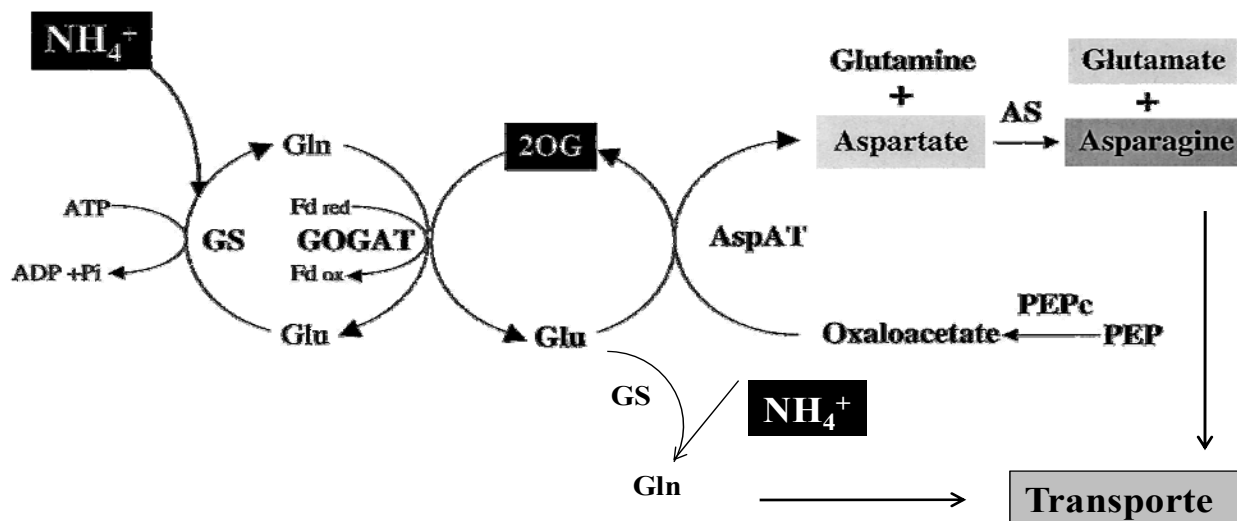 NH₄⁺
Glutamine
+
Aspartate
AS
Glutamate
+
Asparagine
Gln
2OG
ATP
GS
ADP +Pi
Fd red
GOGAT
Fd ox
AspAT
Glu
Glu
Oxaloacetate
PEPc
PEP
GS
NH₄⁺
Gln
Transporte